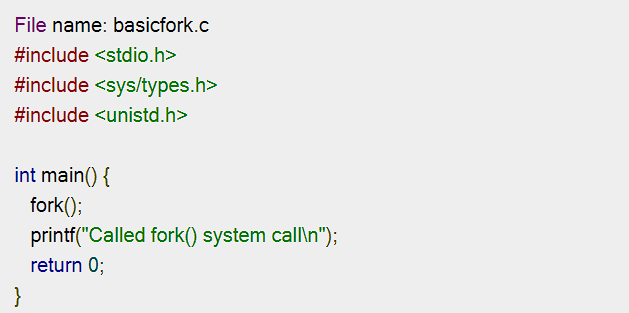 File name: basicfork.c
#include <stdio.h>
#include <sys/types.h>
#include <unistd.h>

int main() {
   fork();
   printf("Called fork() system call\n");
   return 0;
}